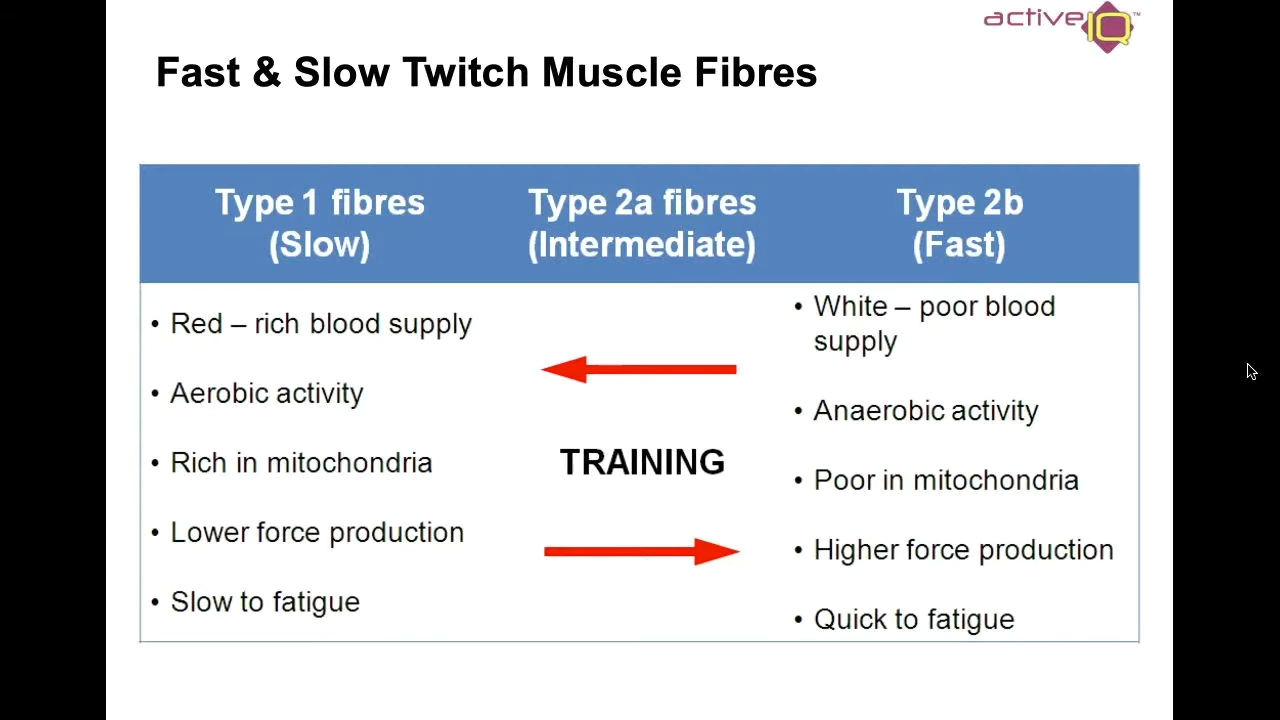 active IQ™
Fast & Slow Twitch Muscle Fibres
Type 1 fibres
(Slow)
Type 2a fibres
(Intermediate)
Type 2b
(Fast)
• Red – rich blood supply
• Aerobic activity
• Rich in mitochondria
• Lower force production
• Slow to fatigue
TRAINING
• White – poor blood
supply
• Anaerobic activity
• Poor in mitochondria
• Higher force production
• Quick to fatigue